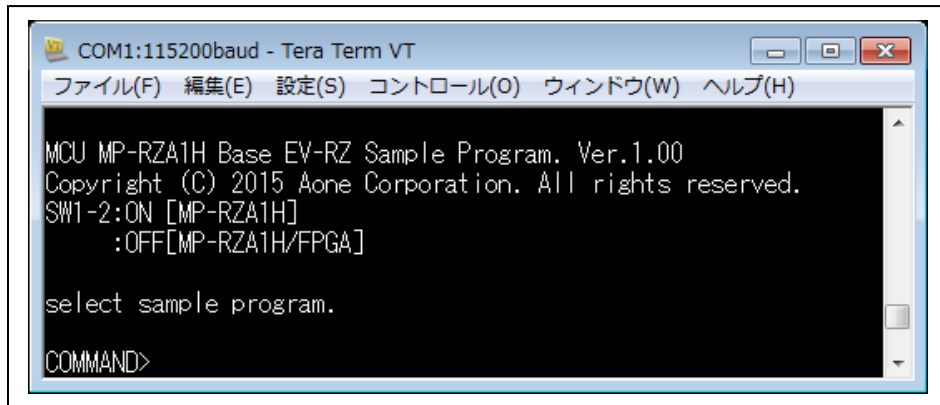 COM1:115200baud - Tera Term VT
ファイル(F) 編集(E) 設定(S) コントロール(O) ウィンドウ(W) ヘルプ(H)
MCU MP-RZA1H Base EV-RZ Sample Program. Ver.1.00
Copyright (C) 2015 Aone Corporation. All rights reserved.
SW1-2:ON [MP-RZA1H]
:OFF[MP-RZA1H/FPGA]
select sample program.
COMMAND>